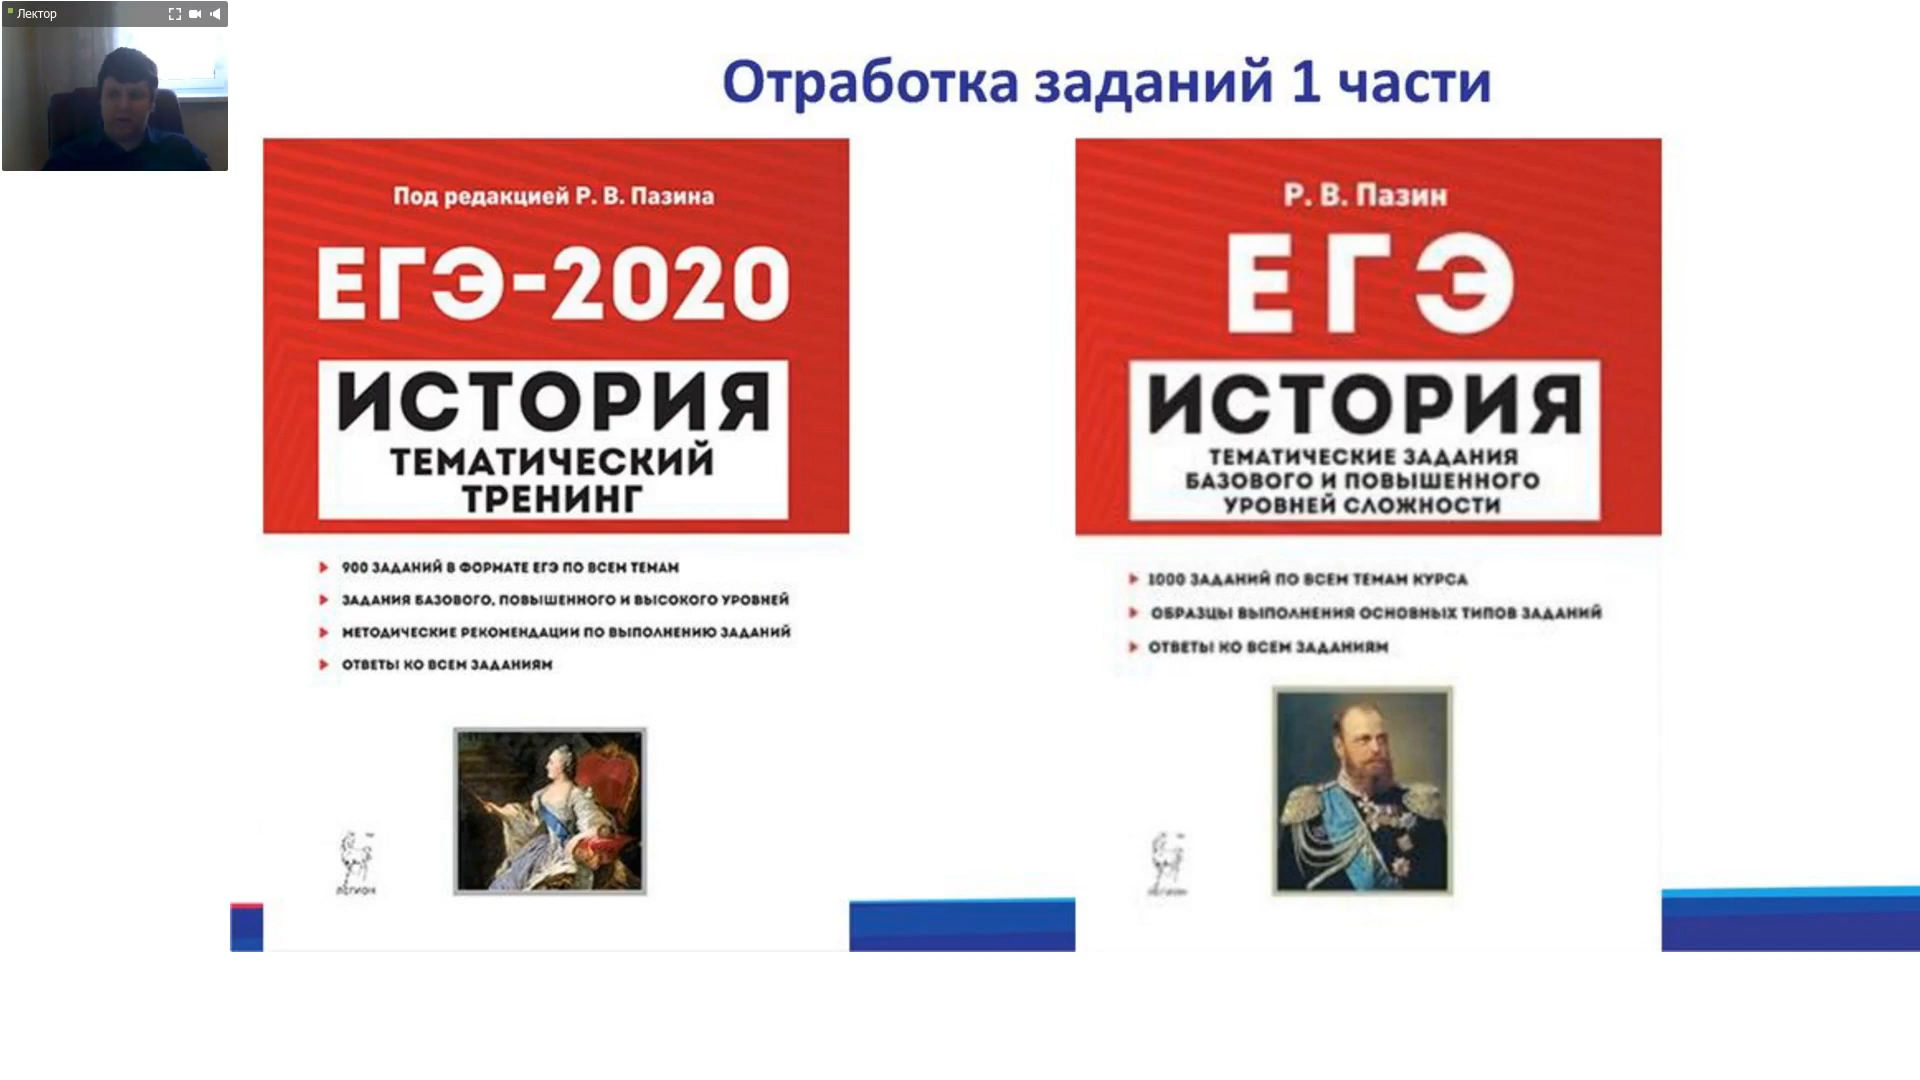 Лектор
Отработка заданий 1 части
Под редакцией Р. В. Пазина
ЕГЭ-2020
ИСТОРИЯ
ТЕМАТИЧЕСКИЙ
ТРЕНИНГ
900 ЗАДАНИЙ В ФОРМАТЕ ЕГЭ ПО ВСЕМ ТЕМАМ
ЗАДАНИЯ БАЗОВОГО, ПОВЫШЕННОГО И ВЫСОКОГО УРОВНЕЙ
МЕТОДИЧЕСКИЕ РЕКОМЕНДАЦИИ ПО ВЫПОЛНЕНИЮ ЗАДАНИЙ
ОТВЕТЫ КО ВСЕМ ЗАДАНИЯМ
ЛЕГИОН
Р. В. Пазин
ЕГЭ
ИСТОРИЯ
ТЕМАТИЧЕСКИЕ ЗАДАНИЯ
БАЗОВОГО И ПОВЫШЕННОГО
УРОВНЕЙ СЛОЖНОСТИ
1000 ЗАДАНИЙ ПО ВСЕМ ТЕМАМ КУРСА
ОБРАЗЦЫ ВЫПОЛНЕНИЯ ОСНОВНЫХ ТИПОВ ЗАДАНИЙ
ОТВЕТЫ КО ВСЕМ ЗАДАНИЯМ
ЛЕГИОН